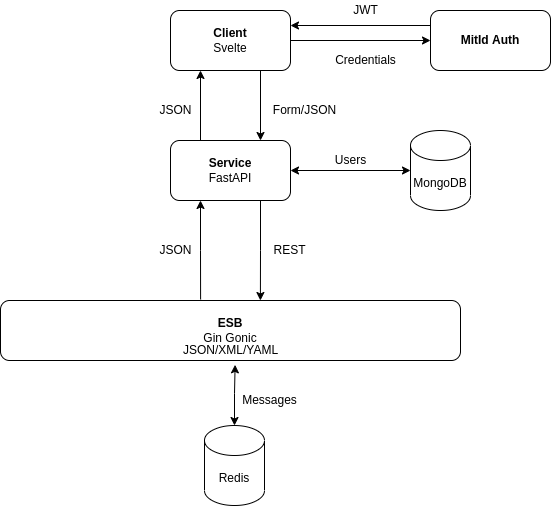 JWT
Client
Svelte
MitId Auth
Credentials
JSON
Form/JSON
Service
FastAPI
Users
MongoDB
JSON
REST
ESB
Gin Gonic
JSON/XML/YAML
Messages
Redis